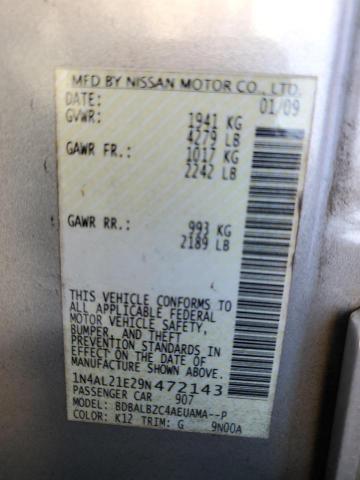 MFD BY NISSAN MOTOR CO., LTD.
DATE: 01/09
GVWR: 1941 KG
4279 LB
GAWR FR.: 1017 KG
2242 LB
GAWR RR.: 993 KG
2189 LB
THIS VEHICLE CONFORMS TO
ALL APPLICABLE FEDERAL
MOTOR VEHICLE SAFETY,
BUMPER, AND THEFT
PREVENTION STANDARDS IN
EFFECT ON THE DATE OF
MANUFACTURE SHOWN ABOVE.
1N4AL21E29N472143
PASSENGER CAR 907
MODEL: BDBALB2C4AEUAMA--P
COLOR: K12 TRIM: G 9N00A